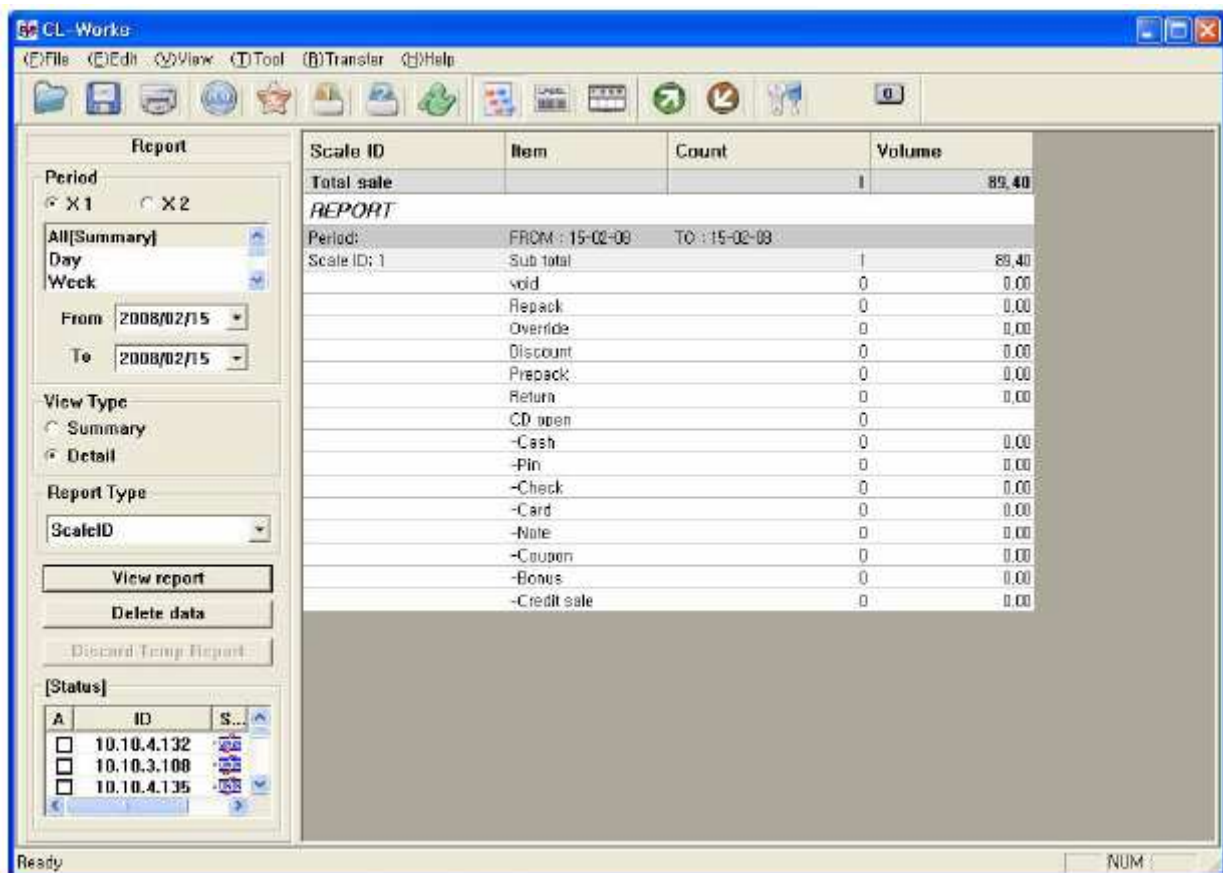 CL-Works
(F)File (E)Edit (V)View (T)Tool (R)Transfer (H)Help
Report
Period
X 1 X 2
All[Summary]
Day
Week
From 2008/02/15
To 2008/02/15
View Type
Summary
Detail
Report Type
ScaleID
View report
Delete data
Discard Temp Report
[Status]
A ID S...
10.10.4.132
10.10.3.108
10.10.4.135
Scale ID Item Count Volume
Total sale 1 89,40
REPORT
Period: FROM : 15-02-08 TO : 15-02-08
Scale ID: 1 Sub total 1 89,40
void 0 0,00
Repack 0 0,00
Override 0 0,00
Discount 0 0,00
Prepack 0 0,00
Return 0 0,00
CD open 0
-Cash 0 0,00
-Pin 0 0,00
-Check 0 0,00
-Card 0 0,00
-Note 0 0,00
-Coupon 0 0,00
-Bonus 0 0,00
-Credit sale 0 0,00
Ready NUM